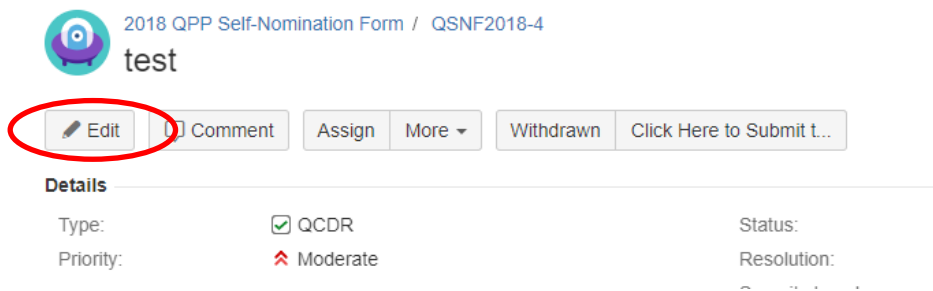 2018 QPP Self-Nomination Form / QSNF2018-4
test
Edit Comment Assign More Withdrawn Click Here to Submit t...
Details
Type: QCDR Status:
Priority: Moderate Resolution: